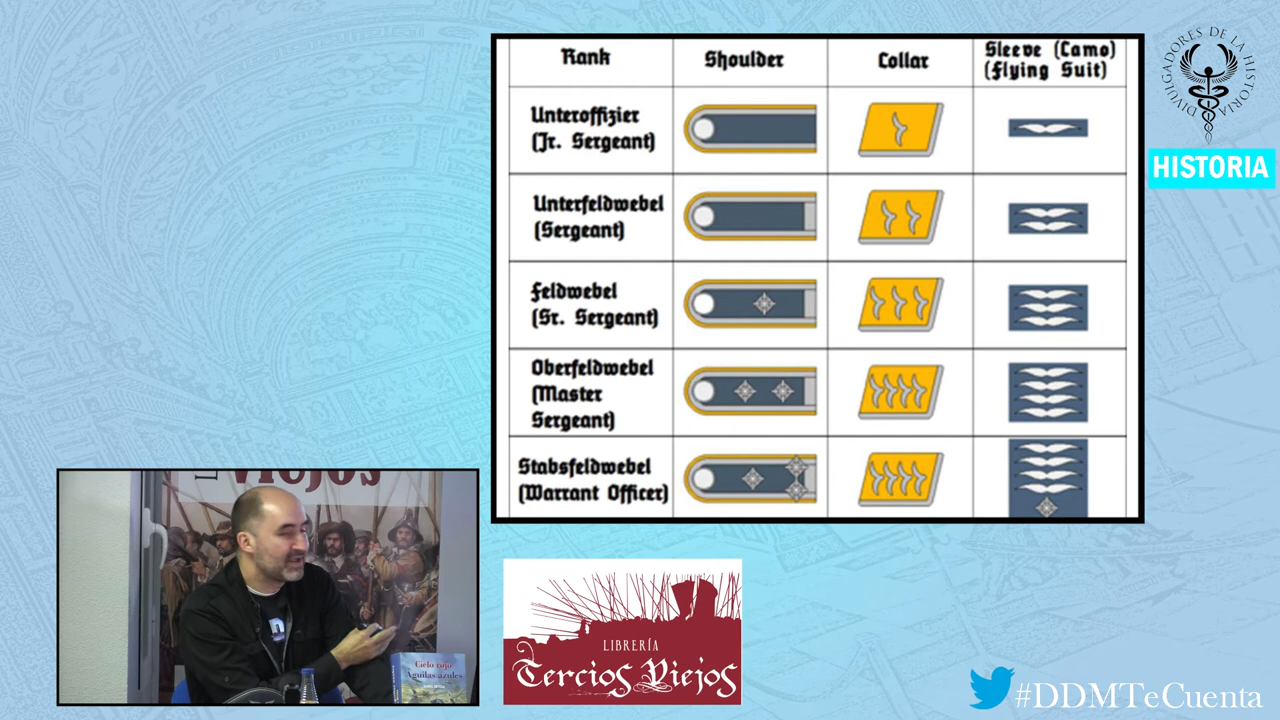 Rank
Shoulder
Collar
Sleeve (Camo)
(Flying Suit)
Unteroffizier
(Jr. Sergeant)
Unterfeldwebel
(Sergeant)
Feldwebel
(Sr. Sergeant)
Oberfeldwebel
(Master
Sergeant)
Stabsfeldwebel
(Warrant Officer)
DIVULGADORES DE LA HISTORIA
HISTORIA
VIEJOS
Cielo rojo
Águilas azules
LIBRERÍA
Tercios Viejos
#DDMTeCuenta